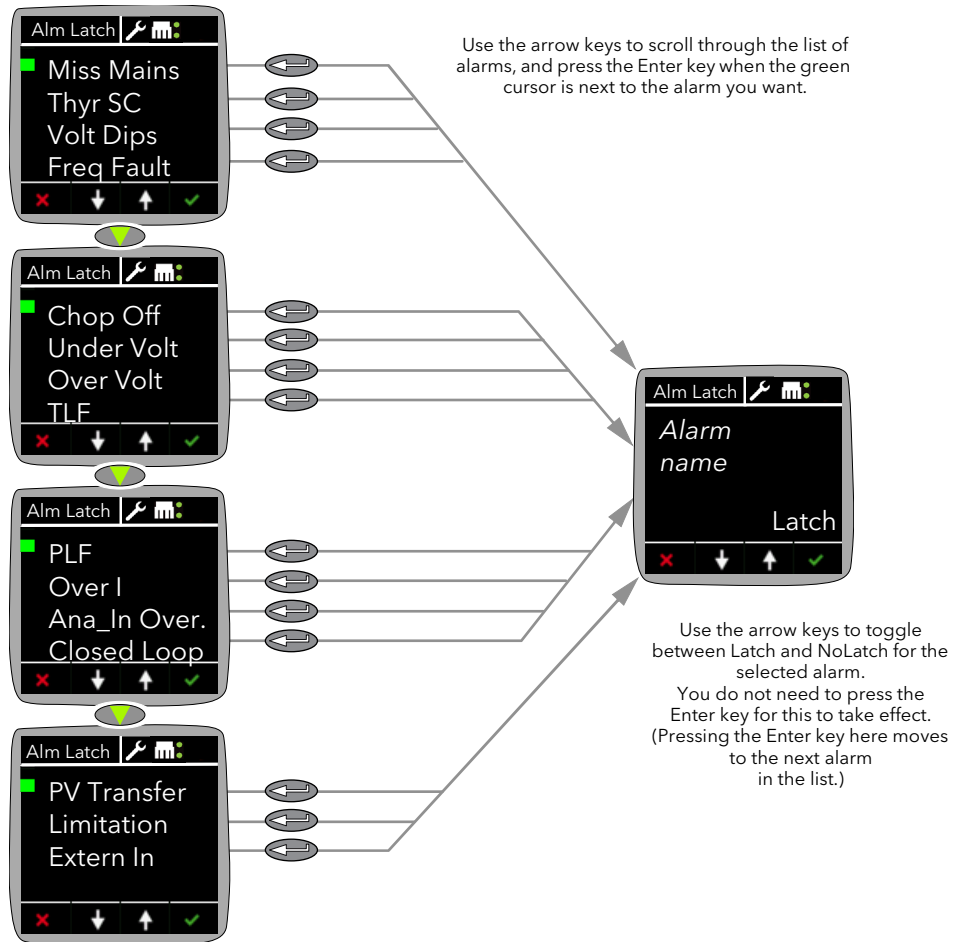 Alm Latch
Miss Mains
Thyr SC
Volt Dips
Freq Fault
Use the arrow keys to scroll through the list of
alarms, and press the Enter key when the green
cursor is next to the alarm you want.
Alm Latch
Chop Off
Under Volt
Over Volt
TLF
Alm Latch
PLF
Over I
Ana_In Over.
Closed Loop
Alm Latch
PV Transfer
Limitation
Extern In
Alm Latch
Alarm
name
Latch
Use the arrow keys to toggle
between Latch and NoLatch for the
selected alarm.
You do not need to press the
Enter key for this to take effect.
(Pressing the Enter key here moves
to the next alarm
in the list.)